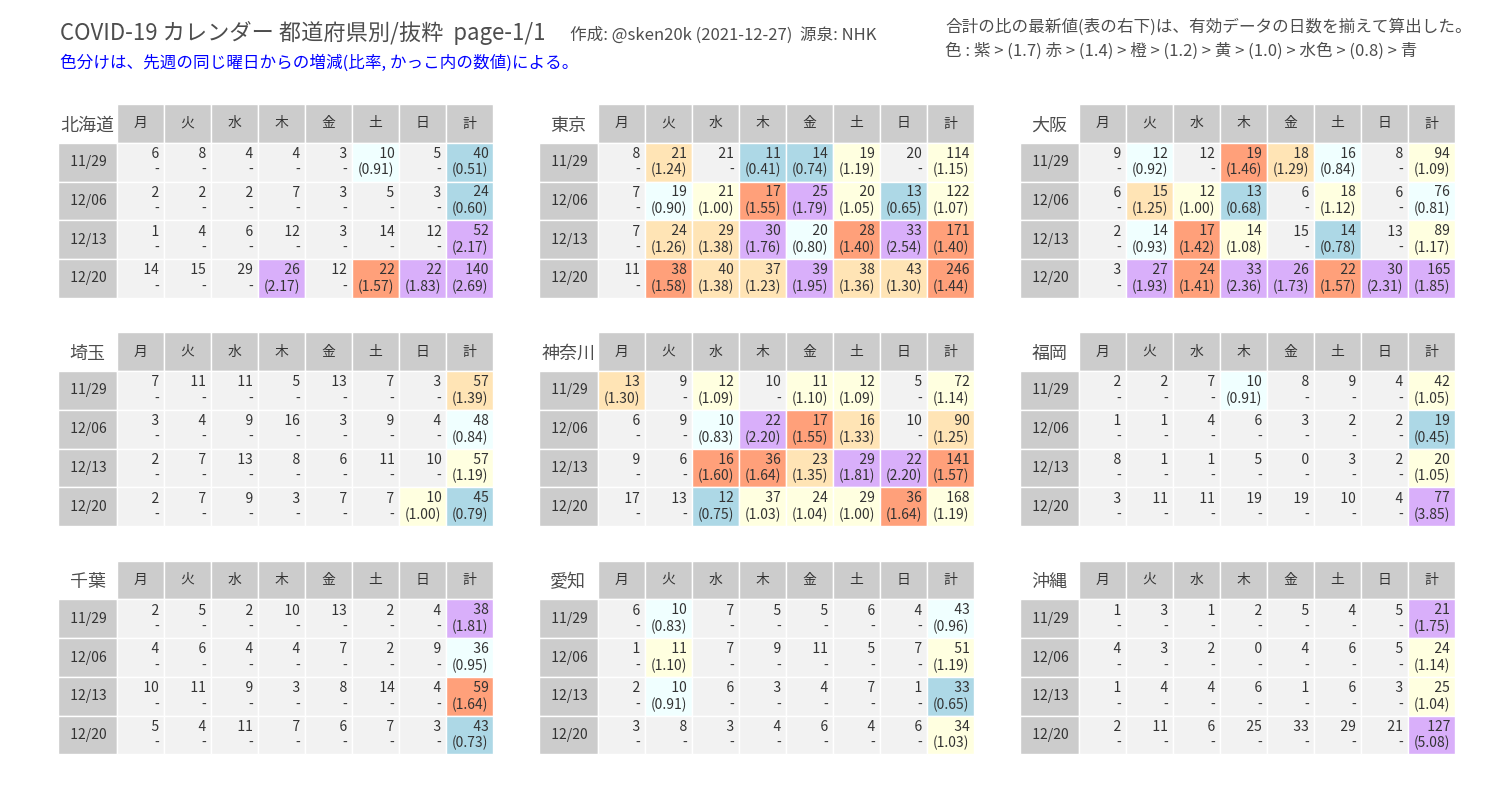 COVID-19 カレンダー 都道府県別/抜粋 page-1/1 作成: @sken20k (2021-12-27) 源泉: NHK
合計の比の最新値(表の右下)は、有効データの日数を揃えて算出した。
色分けは、先週の同じ曜日からの増減(比率, かっこ内の数値)による。
色 : 紫 > (1.7) 赤 > (1.4) > 橙 > (1.2) > 黄 > (1.0) > 水色 > (0.8) > 青
北海道 月 火 水 木 金 土 日 計
11/29 6 8 4 4 3 10 5 40
- - - - - (0.91) - (0.51)
12/06 2 2 2 7 3 5 3 24
- - - - - - - (0.60)
12/13 1 4 6 12 3 14 12 52
- - - - - - - (2.17)
12/20 14 15 29 26 12 22 22 140
- - - (2.17) - (1.57) (1.83) (2.69)
東京 月 火 水 木 金 土 日 計
11/29 8 21 21 11 14 19 20 114
- (1.24) - (0.41) (0.74) (1.19) - (1.15)
12/06 7 19 21 17 25 20 13 122
- (0.90) (1.00) (1.55) (1.79) (1.05) (0.65) (1.07)
12/13 7 24 29 30 20 28 33 171
- (1.26) (1.38) (1.76) (0.80) (1.40) (2.54) (1.40)
12/20 11 38 40 37 39 38 43 246
- (1.58) (1.38) (1.23) (1.95) (1.36) (1.30) (1.44)
大阪 月 火 水 木 金 土 日 計
11/29 9 12 12 19 18 16 8 94
- (0.92) - (1.46) (1.29) (0.84) - (1.09)
12/06 6 15 12 13 6 18 6 76
- (1.25) (1.00) (0.68) - (1.12) - (0.81)
12/13 2 14 17 14 15 14 13 89
- (0.93) (1.42) (1.08) - (0.78) - (1.17)
12/20 3 27 24 33 26 22 30 165
- (1.93) (1.41) (2.36) (1.73) (1.57) (2.31) (1.85)
埼玉 月 火 水 木 金 土 日 計
11/29 7 11 11 5 13 7 3 57
- - - - - - - (1.39)
12/06 3 4 9 16 3 9 4 48
- - - - - - - (0.84)
12/13 2 7 13 8 6 11 10 57
- - - - - - - (1.19)
12/20 2 7 9 3 7 7 10 45
- - - - - - (1.00) (0.79)
神奈川 月 火 水 木 金 土 日 計
11/29 13 9 12 10 11 12 5 72
(1.30) - (1.09) - (1.10) (1.09) - (1.14)
12/06 6 9 10 22 17 16 10 90
- - (0.83) (2.20) (1.55) (1.33) - (1.25)
12/13 9 6 16 36 23 29 22 141
- - (1.60) (1.64) (1.35) (1.81) (2.20) (1.57)
12/20 17 13 12 37 24 29 36 168
- - (0.75) (1.03) (1.04) (1.00) (1.64) (1.19)
福岡 月 火 水 木 金 土 日 計
11/29 2 2 7 10 8 9 4 42
- - - (0.91) - - - (1.05)
12/06 1 1 4 6 3 2 2 19
- - - - - - - (0.45)
12/13 8 1 1 5 0 3 2 20
- - - - - - - (1.05)
12/20 3 11 11 19 19 10 4 77
- - - - - - - (3.85)
千葉 月 火 水 木 金 土 日 計
11/29 2 5 2 10 13 2 4 38
- - - - - - - (1.81)
12/06 4 6 4 4 7 2 9 36
- - - - - - - (0.95)
12/13 10 11 9 3 8 14 4 59
- - - - - - - (1.64)
12/20 5 4 11 7 6 7 3 43
- - - - - - - (0.73)
愛知 月 火 水 木 金 土 日 計
11/29 6 10 7 5 5 6 4 43
- (0.83) - - - - - (0.96)
12/06 1 11 7 9 11 5 7 51
- (1.10) - - - - - (1.19)
12/13 2 10 6 3 4 7 1 33
- (0.91) - - - - - (0.65)
12/20 3 8 3 4 6 4 6 34
- - - - - - - (1.03)
沖縄 月 火 水 木 金 土 日 計
11/29 1 3 1 2 5 4 5 21
- - - - - - - (1.75)
12/06 4 3 2 0 4 6 5 24
- - - - - - - (1.14)
12/13 1 4 4 6 1 6 3 25
- - - - - - - (1.04)
12/20 2 11 6 25 33 29 21 127
- - - - - - - (5.08)